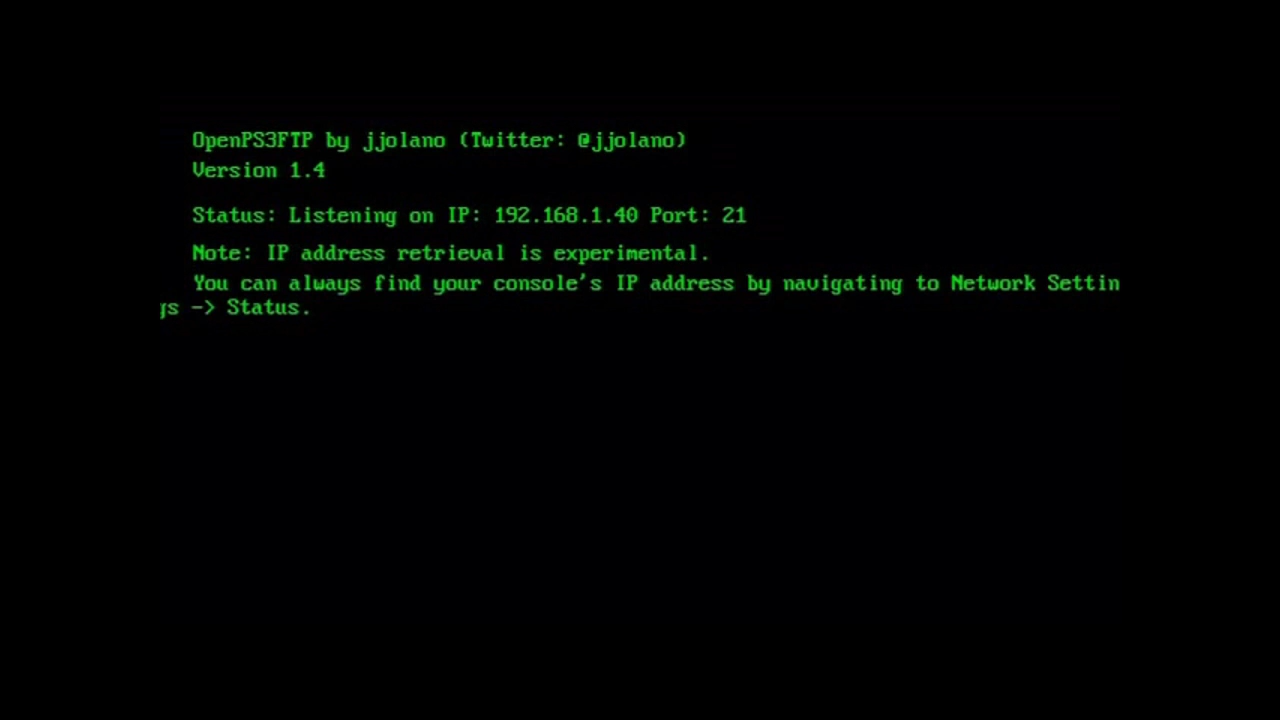 OpenPS3FTP by jjolano (Twitter: @jjolano)
Version 1.4
Status: Listening on IP: 192.168.1.40 Port: 21
Note: IP address retrieval is experimental.
You can always find your console's IP address by navigating to Network Settin
gs -> Status.